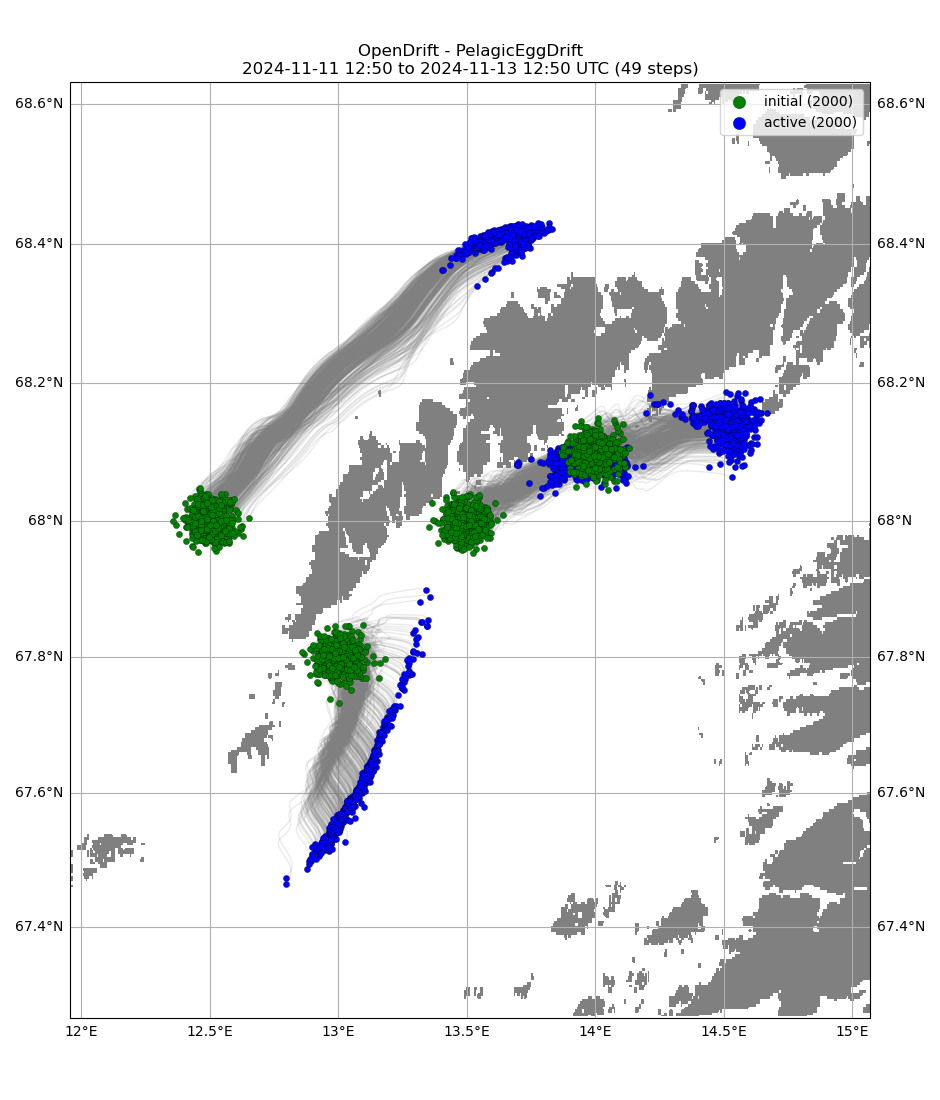 OpenDrift - PelagicEggDrift
2024-11-11 12:50 to 2024-11-13 12:50 UTC (49 steps)
initial (2000)
active (2000)
68.6°N
68.6°N
68.4°N
68.4°N
68.2°N
68.2°N
68°N
68°N
67.8°N
67.8°N
67.6°N
67.6°N
67.4°N
67.4°N
12°E
12.5°E
13°E
13.5°E
14°E
14.5°E
15°E